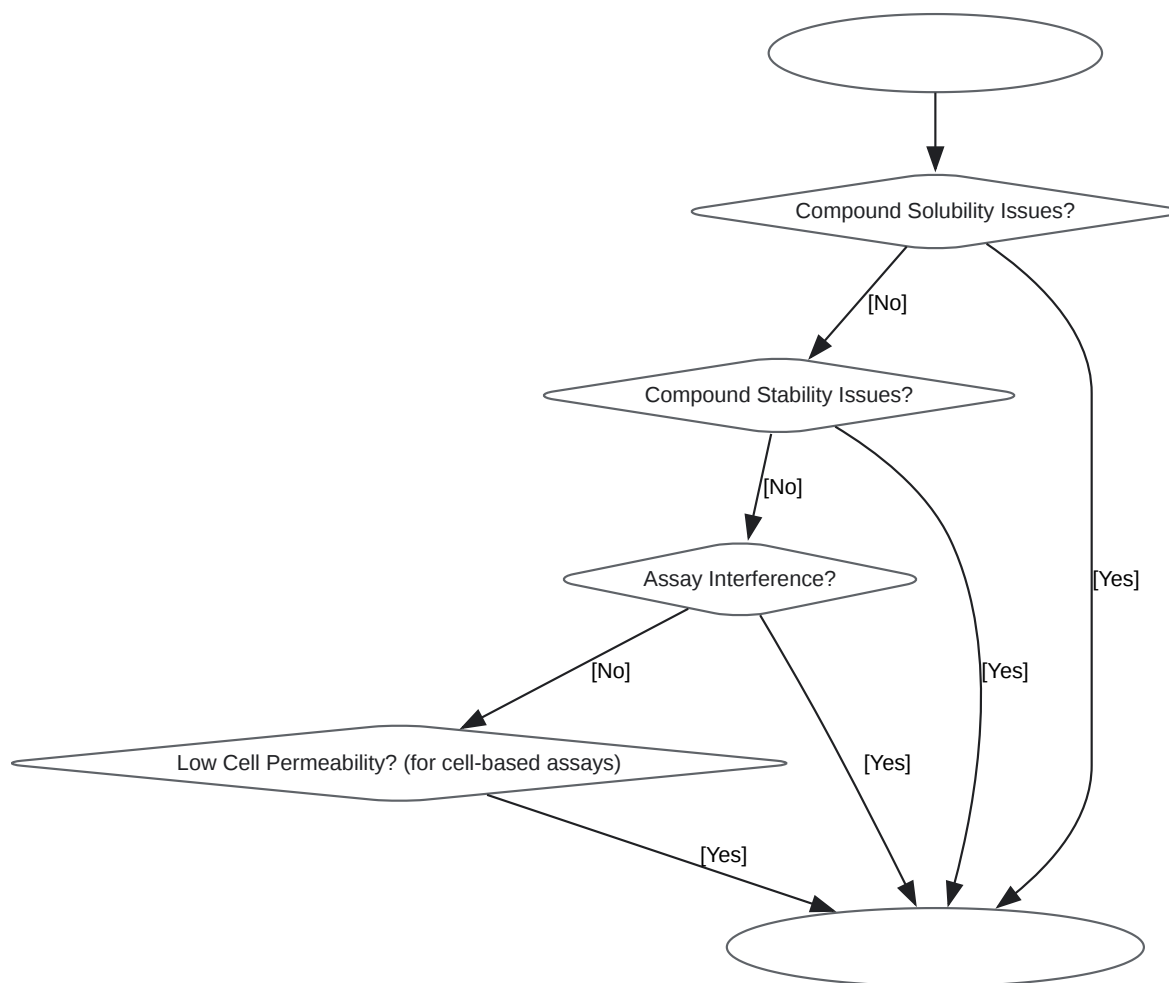 Compound Solubility Issues?
[No]
Compound Stability Issues?
[No]
Assay Interference?
[Yes]
[No]
[Yes]
Low Cell Permeability? (for cell-based assays)
[Yes]
[Yes]